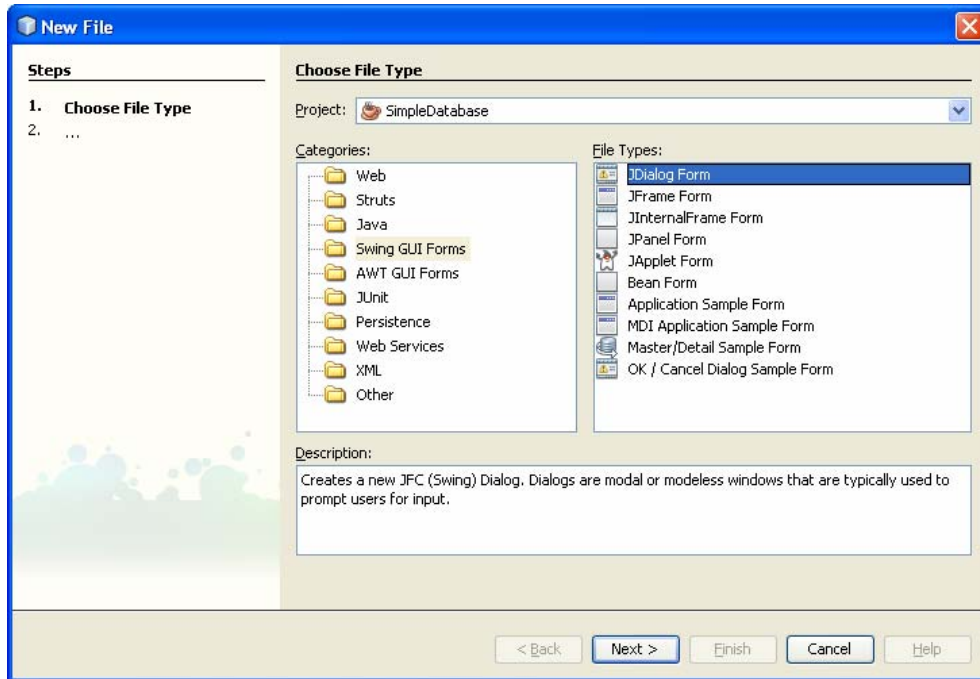 New File
Steps
1. Choose File Type
2. ...
Choose File Type
Project: SimpleDatabase
Categories:
Web
Struts
Java
Swing GUI Forms
AWT GUI Forms
JUnit
Persistence
Web Services
XML
Other
File Types:
JDialog Form
JFrame Form
JInternalFrame Form
JPanel Form
JApplet Form
Bean Form
Application Sample Form
MDI Application Sample Form
Master/Detail Sample Form
OK / Cancel Dialog Sample Form
Description:
Creates a new JFC (Swing) Dialog. Dialogs are modal or modeless windows that are typically used to
prompt users for input.
< Back Next > Finish Cancel Help